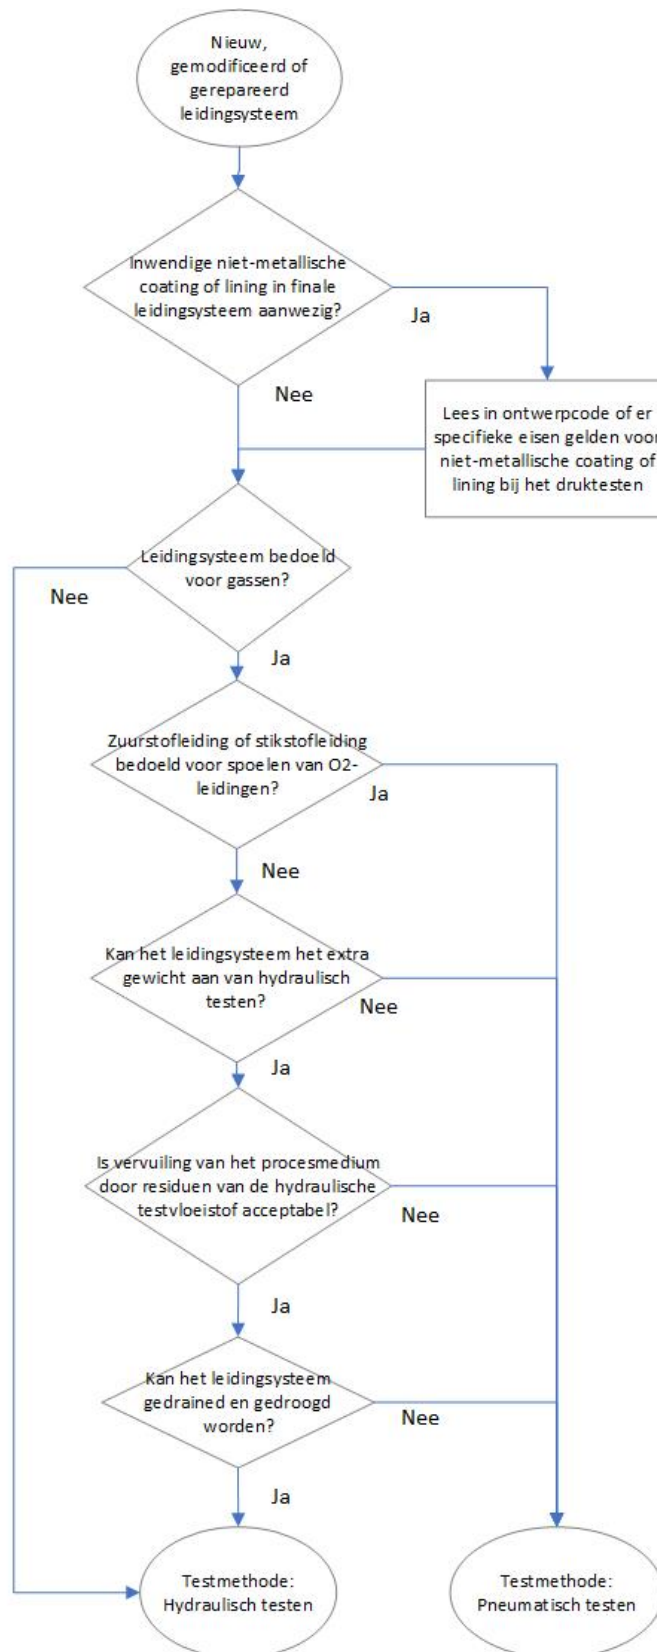 Nieuw,
gemodificeerd of
gerepareerd
leidingsysteem
Inwendige niet-metallische
coating of lining in finale
leidingsysteem aanwezig?
Ja
Nee
Lees in ontwerpcode of er
specifieke eisen gelden voor
niet-metallische coating of
lining bij het druktesten
Leidingsysteem bedoeld
voor gassen?
Nee
Ja
Zuurstofleiding of stikstofleiding
bedoeld voor spoelen van O2-
leidingen?
Ja
Nee
Kan het leidingsysteem het extra
gewicht aan van hydraulisch
testen?
Nee
Ja
Is vervuiling van het procesmedium
door residuen van de hydraulische
testvloeistof acceptabel?
Nee
Ja
Kan het leidingsysteem
gedrained en gedroogd
worden?
Nee
Ja
Testmethode:
Hydraulisch testen
Testmethode:
Pneumatisch testen